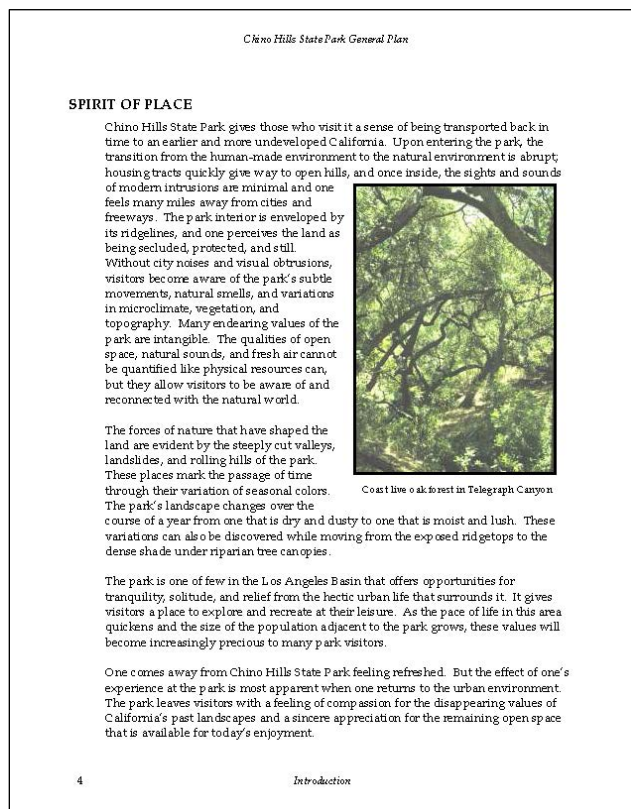 Chino Hills State Park General Plan
SPIRIT OF PLACE
Chino Hills State Park gives those who visit it a sense of being transported back in
time to an earlier and more undeveloped California. Upon entering the park, the
transition from the human-made environment to the natural environment is abrupt;
housing tracts quickly give way to open hills, and once inside, the sights and sounds
of modern intrusions are minimal and one
feels many miles away from cities and
freeways. The park interior is enveloped by
its ridgelines, and one perceives the land as
being secluded, protected, and still.
Without city noises and visual obtrusions,
visitors become aware of the park's subtle
movements, natural smells, and variations
in microclimate, vegetation, and
topography. Many endearing values of the
park are intangible. The qualities of open
space, natural sounds, and fresh air cannot
be quantified like physical resources can,
but they allow visitors to be aware of and
reconnected with the natural world.
The forces of nature that have shaped the
land are evident by the steeply cut valleys,
landslides, and rolling hills of the park.
These places mark the passage of time
through their variation of seasonal colors.
The park's landscape changes over the
Coast live oak forest in Telegraph Canyon
course of a year from one that is dry and dusty to one that is moist and lush. These
variations can also be discovered while moving from the exposed ridgetops to the
dense shade under riparian tree canopies.
The park is one of few in the Los Angeles Basin that offers opportunities for
tranquility, solitude, and relief from the hectic urban life that surrounds it. It gives
visitors a place to explore and recreate at their leisure. As the pace of life in this area
quickens and the size of the population adjacent to the park grows, these values will
become increasingly precious to many park visitors.
One comes away from Chino Hills State Park feeling refreshed. But the effect of one's
experience at the park is most apparent when one returns to the urban environment.
The park leaves visitors with a feeling of compassion for the disappearing values of
California's past landscapes and a sincere appreciation for the remaining open space
that is available for today's enjoyment.
4
Introduction